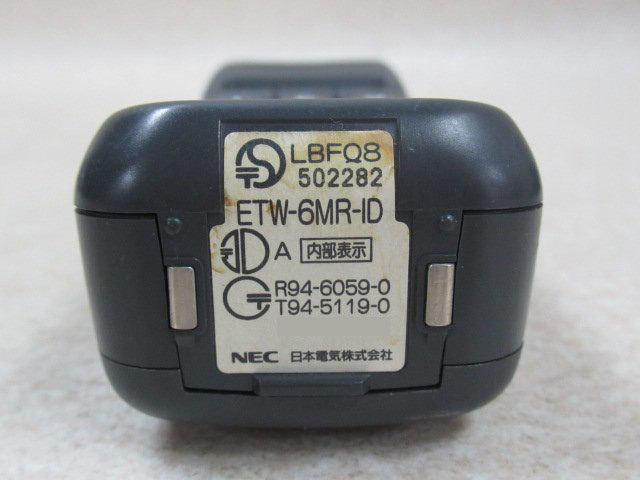 LBFQ8
502282
ETW-6MR-ID
A 内部表示
R94-6059-0
T94-5119-0
NEC 日本電気株式会社